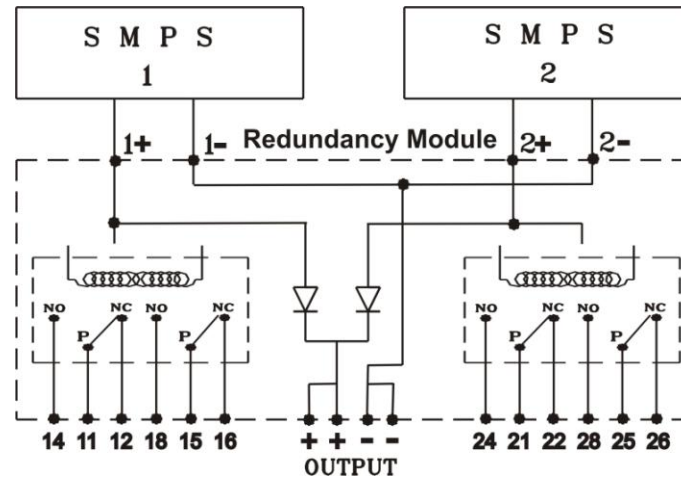 S M P S
1
S M P S
2
1+ 1- Redundancy Module 2+ 2-
NO NC NO NC
P P
NO NC NO NC
P P
14 11 12 18 15 16
+ + - -
24 21 22 28 25 26
OUTPUT